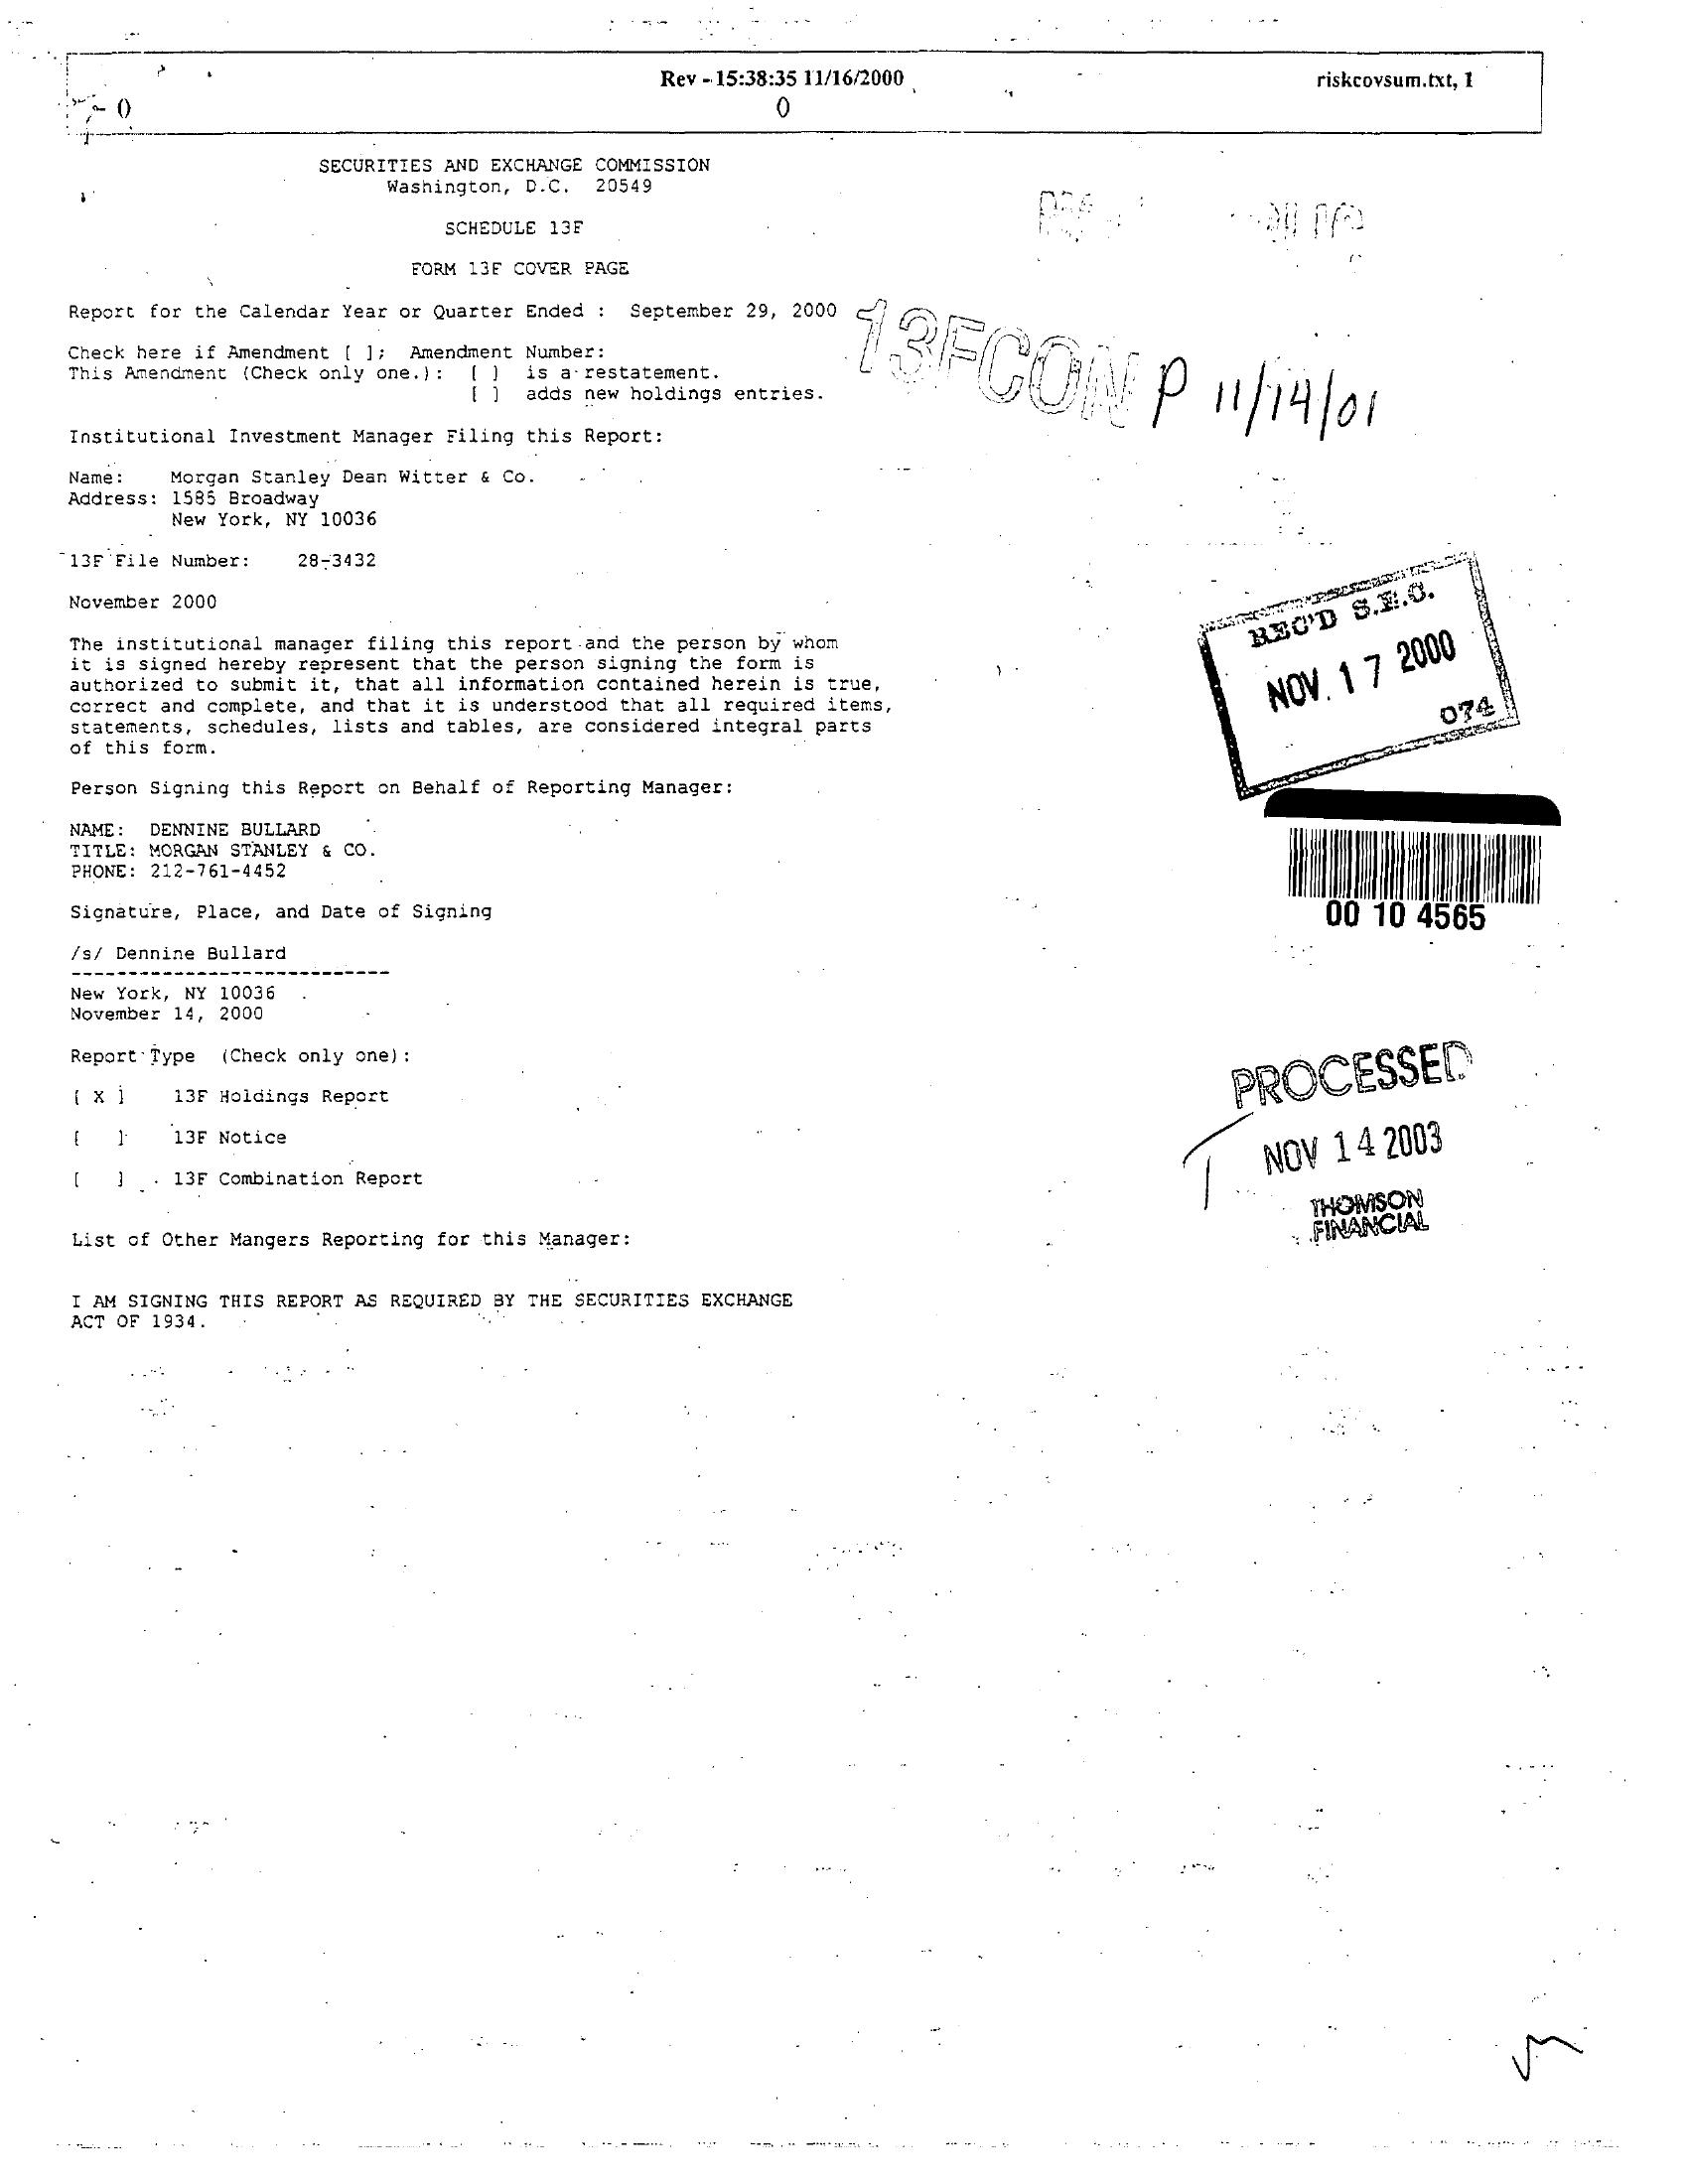 Rev - 15:38:35 11/16/2000
riskcovsum.txt, 1
0
0
SECURITIES AND EXCHANGE COMMISSION
Washington, D.C. 20549
SCHEDULE 13F
FORM 13F COVER PAGE
Report for the Calendar Year or Quarter Ended : September 29, 2000
13FCON P 11/14/01
Check here if Amendment [ ]; Amendment Number:
This Amendment (Check only one.): [ ] is a restatement.
[ ] adds new holdings entries.
Institutional Investment Manager Filing this Report:
Name: Morgan Stanley Dean Witter & Co.
Address: 1585 Broadway
New York, NY 10036
13F File Number: 28-3432
November 2000
The institutional manager filing this report and the person by whom
it is signed hereby represent that the person signing the form is
authorized to submit it, that all information contained herein is true,
correct and complete, and that it is understood that all required items,
statements, schedules, lists and tables, are considered integral parts
of this form.
REC'D S.E.C.
NOV. 17 2000
074
Person Signing this Report on Behalf of Reporting Manager:
NAME: DENNINE BULLARD
TITLE: MORGAN STANLEY & CO.
PHONE: 212-761-4452
00 10 4565
Signature, Place, and Date of Signing
/s/ Dennine Bullard
----------------------------
New York, NY 10036
November 14, 2000
Report Type (Check only one):
[ X ] 13F Holdings Report
[ ] 13F Notice
[ ] 13F Combination Report
PROCESSED
NOV 14 2003
THOMSON
FINANCIAL
List of Other Mangers Reporting for this Manager:
I AM SIGNING THIS REPORT AS REQUIRED BY THE SECURITIES EXCHANGE
ACT OF 1934.